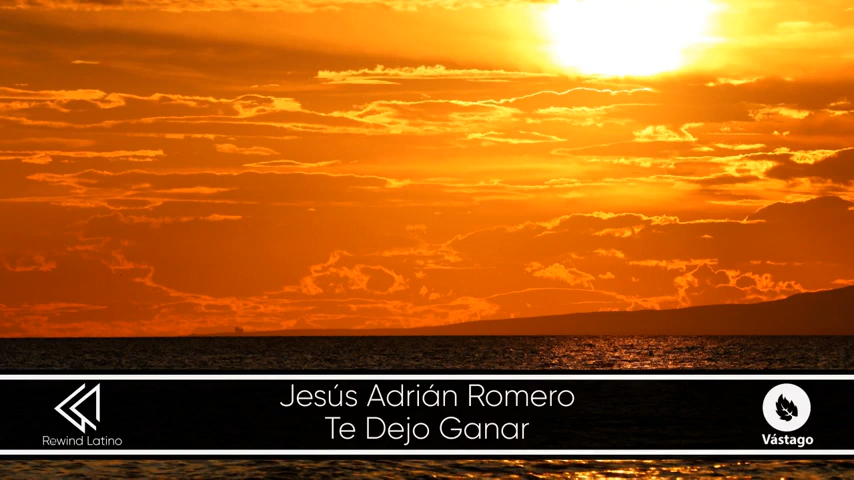 Jesús Adrián Romero
Te Dejo Ganar
Rewind Latino
Vástago